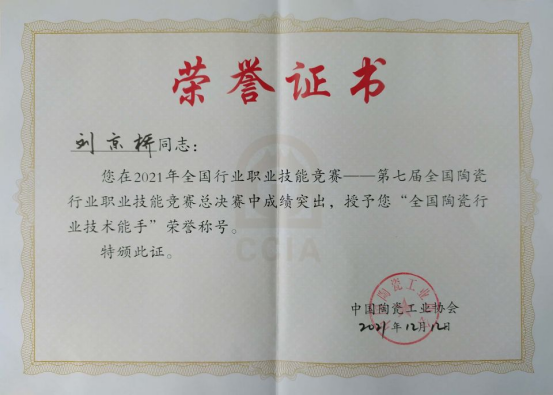 荣誉证书
刘京桥同志:
您在2021年全国行业职业技能竞赛——第七届全国陶瓷
行业职业技能竞赛总决赛中成绩突出,授予您“全国陶瓷行
业技术能手”荣誉称号。
特颁此证。
CCIA
中国陶瓷工业协会
2021年12月12日